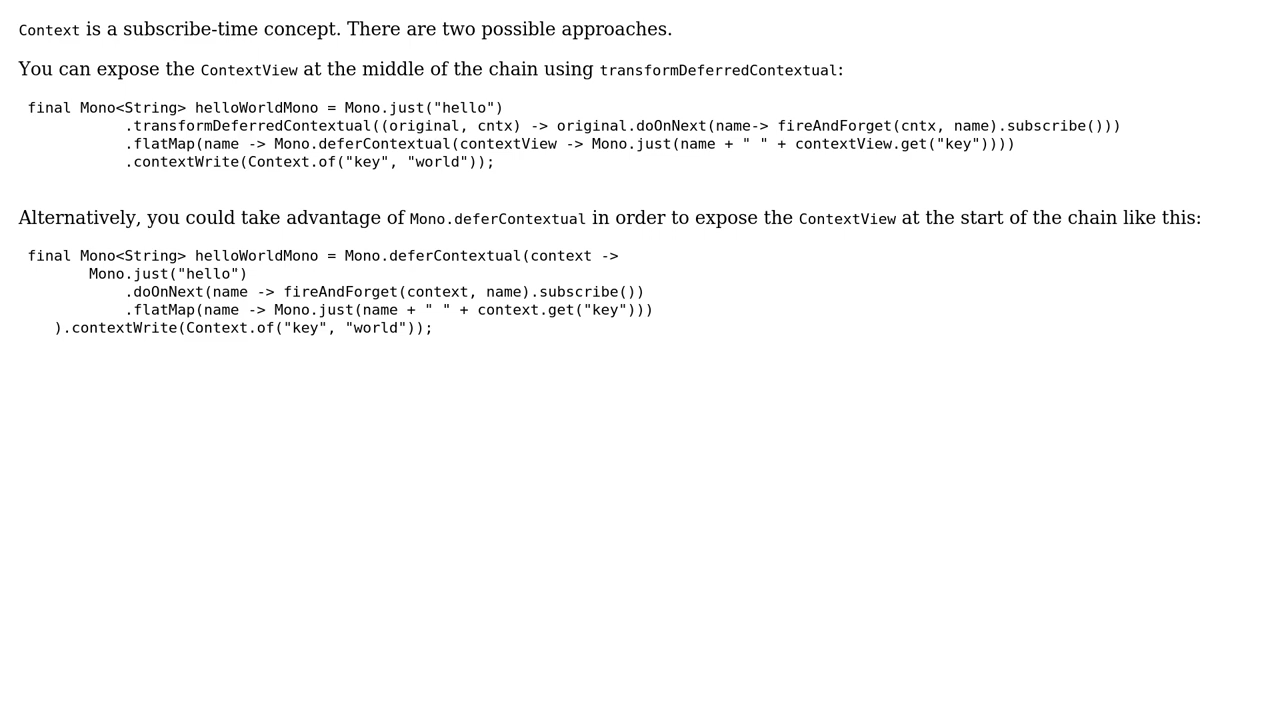 Context is a subscribe-time concept. There are two possible approaches.
You can expose the ContextView at the middle of the chain using transformDeferredContextual:
final Mono<String> helloWorldMono = Mono.just("hello")
           .transformDeferredContextual((original, cntx) -> original.doOnNext(name-> fireAndForget(cntx, name).subscribe()))
           .flatMap(name -> Mono.deferContextual(contextView -> Mono.just(name + " " + contextView.get("key"))))
           .contextWrite(Context.of("key", "world"));
Alternatively, you could take advantage of Mono.deferContextual in order to expose the ContextView at the start of the chain like this:
final Mono<String> helloWorldMono = Mono.deferContextual(context ->
       Mono.just("hello")
           .doOnNext(name -> fireAndForget(context, name).subscribe())
           .flatMap(name -> Mono.just(name + " " + context.get("key")))
   ).contextWrite(Context.of("key", "world"));